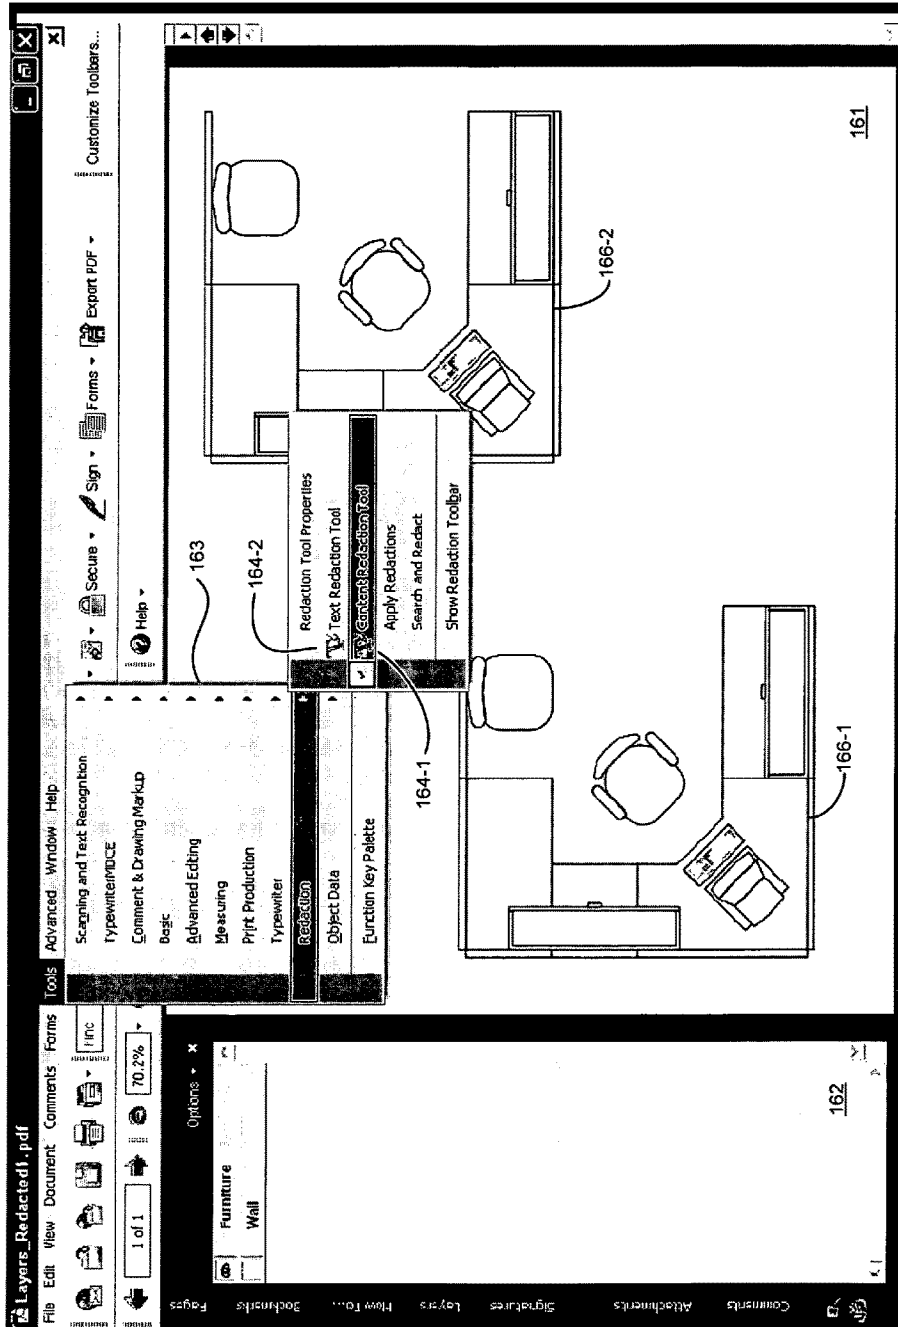 Layers_Redacted1.pdf
File Edit View Document Comments Forms Tools Advanced Window Help
Secure Sign Forms Export PDF Customize Toolbars...
1 of 1 70.2% Help
Options
Furniture
Wall
Pages
Bookmarks
How To...
Layers
Signatures
Attachments
Comments
162
Scanning and Text Recognition
TypewriterMDCE
Comment & Drawing Markup
Basic
Advanced Editing
Measuring
Print Production
Typewriter
Redaction
Object Data
Function Key Palette
163
164-2
Redaction Tool Properties
Text Redaction Tool
Content Redaction Tool
Apply Redactions
Search and Redact
Show Redaction Toolbar
164-1
166-2
166-1
161